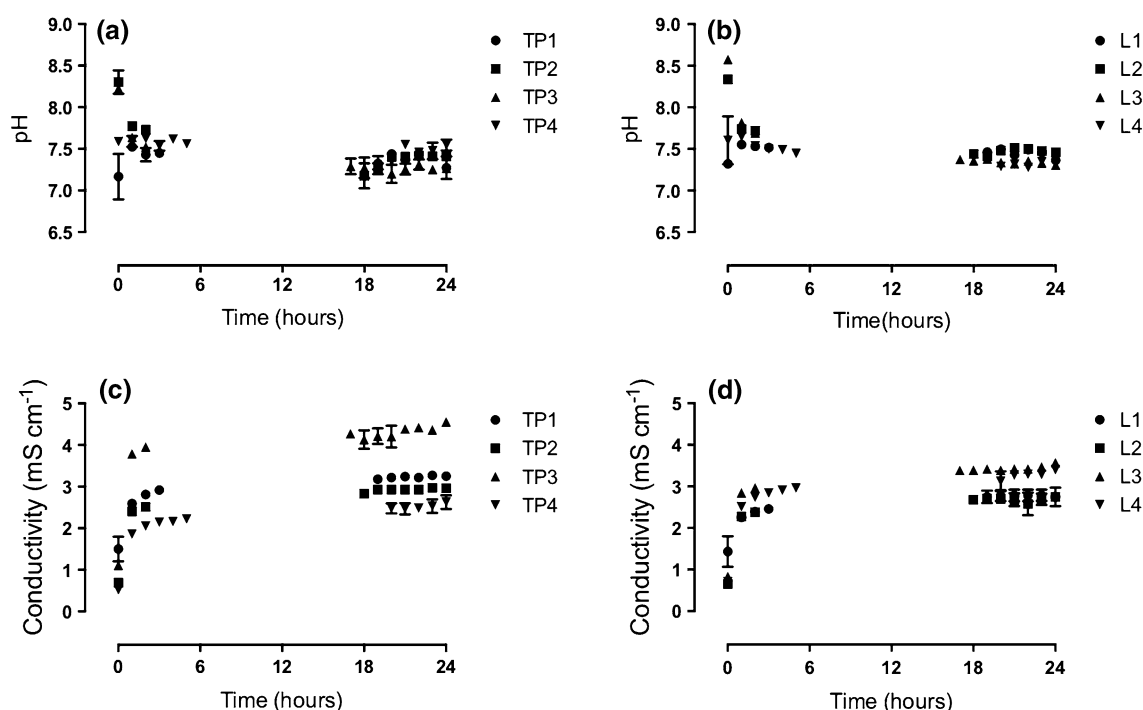 (a)
9.0
8.5
8.0
7.5
7.0
6.5
pH
TP1
TP2
TP3
TP4
0 6 12 18 24
Time (hours)
(b)
9.0
8.5
8.0
7.5
7.0
6.5
pH
L1
L2
L3
L4
0 6 12 18 24
Time(hours)
(c)
5
4
3
2
1
0
Conductivity (mS cm⁻¹)
TP1
TP2
TP3
TP4
0 6 12 18 24
Time (hours)
(d)
5
4
3
2
1
0
Conductivity (mS cm⁻¹)
L1
L2
L3
L4
0 6 12 18 24
Time (hours)